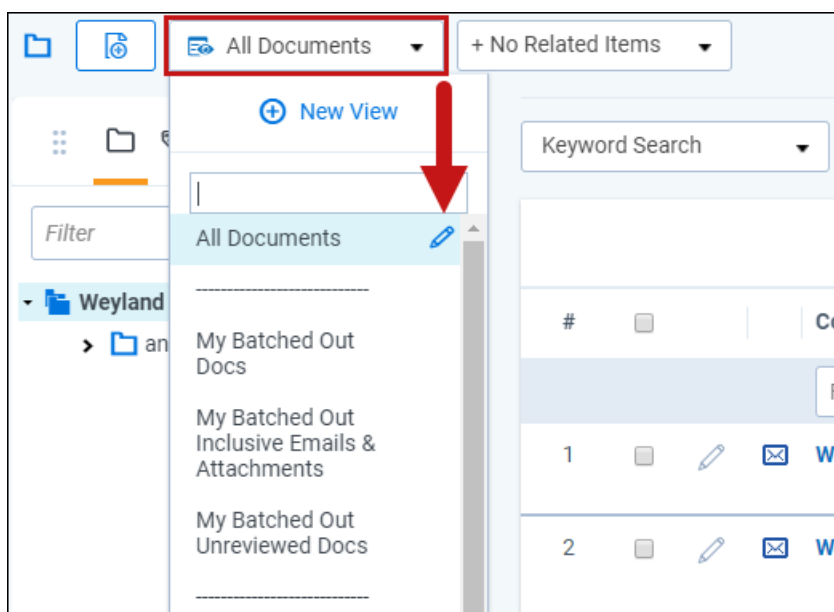 All Documents
+ No Related Items
New View
Keyword Search
Filter
All Documents
----------------------------
Weyland
an
My Batched Out
Docs
My Batched Out
Inclusive Emails &
Attachments
My Batched Out
Unreviewed Docs
----------------------------
#
1
W
2
W